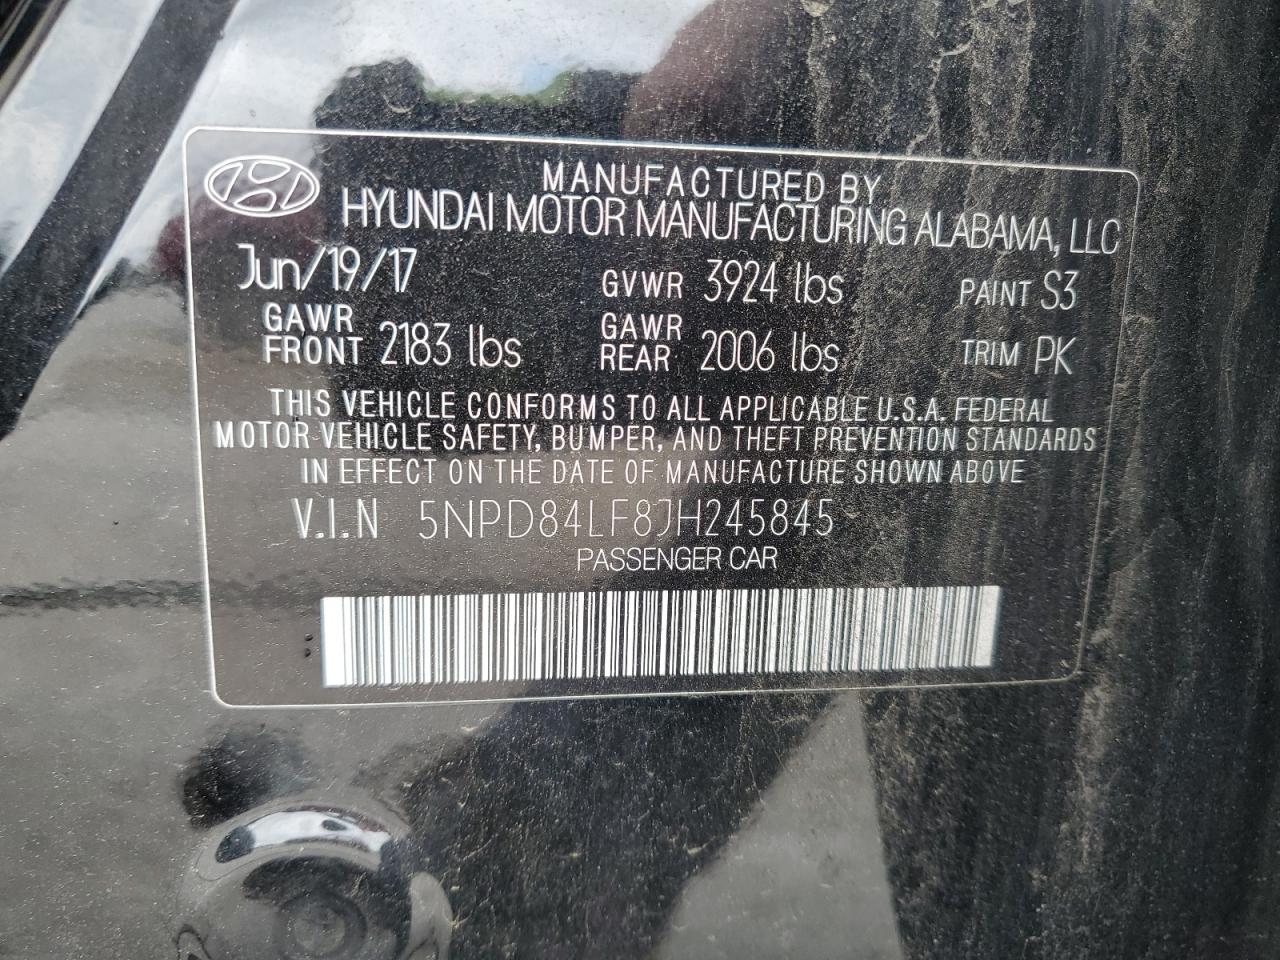 MANUFACTURED BY
HYUNDAI MOTOR MANUFACTURING ALABAMA, LLC
Jun/19/17 GVWR 3924 lbs PAINT S3
GAWR FRONT 2183 lbs GAWR REAR 2006 lbs TRIM PK
THIS VEHICLE CONFORMS TO ALL APPLICABLE U.S.A. FEDERAL
MOTOR VEHICLE SAFETY, BUMPER, AND THEFT PREVENTION STANDARDS
IN EFFECT ON THE DATE OF MANUFACTURE SHOWN ABOVE
V.I.N 5NPD84LF8JH245845
PASSENGER CAR